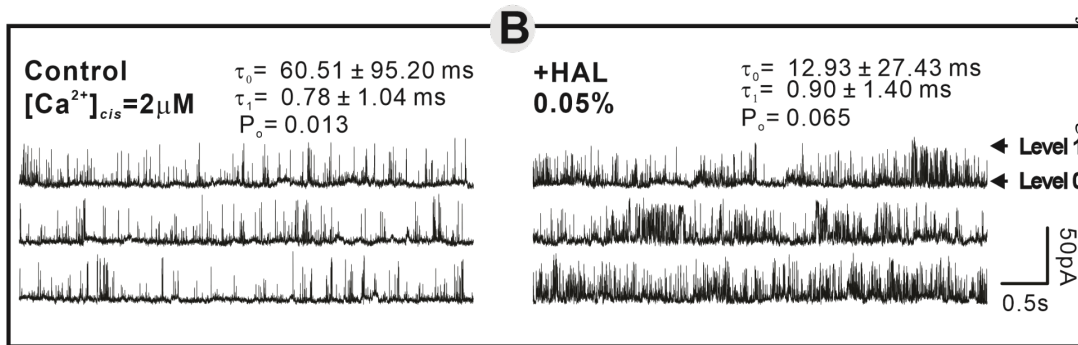 B
Control
[Ca²⁺]cis=2μM
τ₀= 60.51 ± 95.20 ms
τ₁= 0.78 ± 1.04 ms
Pₒ= 0.013
+HAL
0.05%
τ₀= 12.93 ± 27.43 ms
τ₁= 0.90 ± 1.40 ms
Pₒ= 0.065
Level 1
Level 0
50pA
0.5s